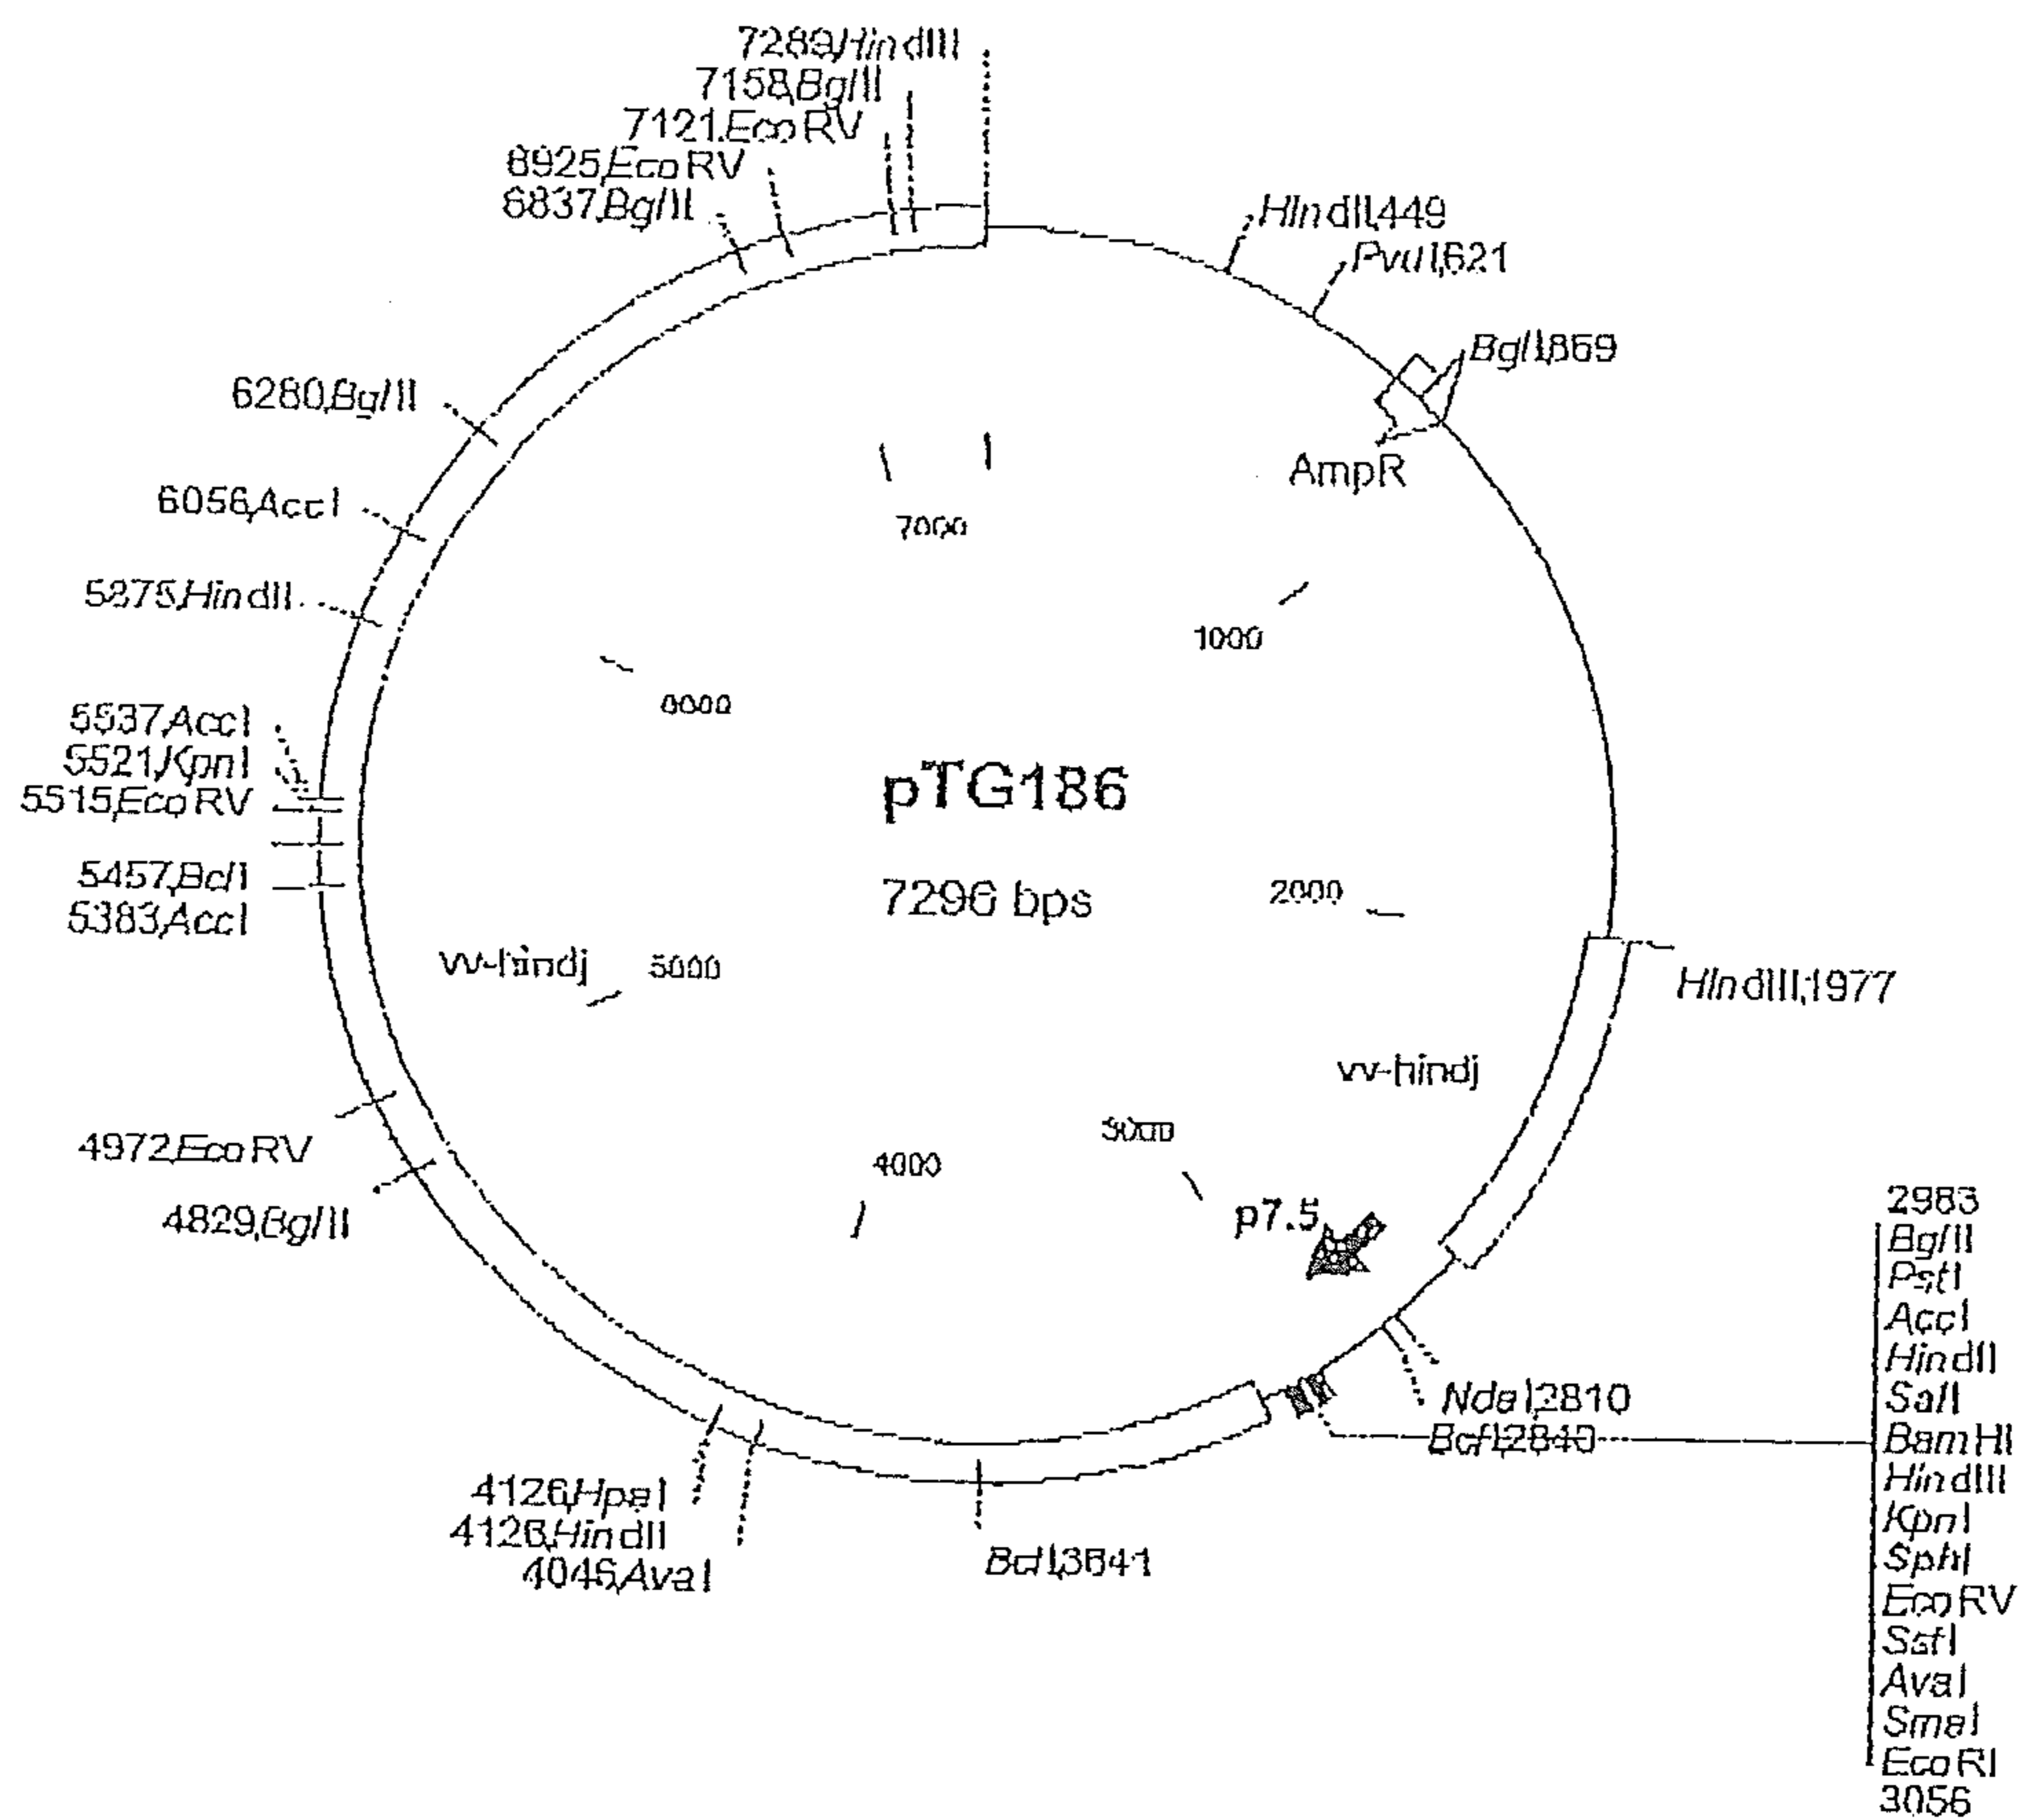 7289,HindIII
7158,BglII
7121,EcoRV
6925,EcoRV
6837,BglII
HindII,449
PvuI,621
BglI,869
AmpR
6280,BglII
6056,AccI
5875,HindII
5537,AccI
5521,KpnI
5515,EcoRV
5457,BclI
5383,AccI
4972,EcoRV
4829,BglII
7000
1000
6000
pTG186
7296 bps
2000
vv-hindj
5000
HindIII,1977
vv-hindj
3000
4000
p7.5
NdeI,2810
4126,HpaI
4126,HindII
4045,AvaI
BclI,3641
2983
BglII
PstI
AccI
HindII
SalI
BamHI
HindIII
KpnI
SphI
EcoRV
SstI
AvaI
SmaI
EcoRI
3056